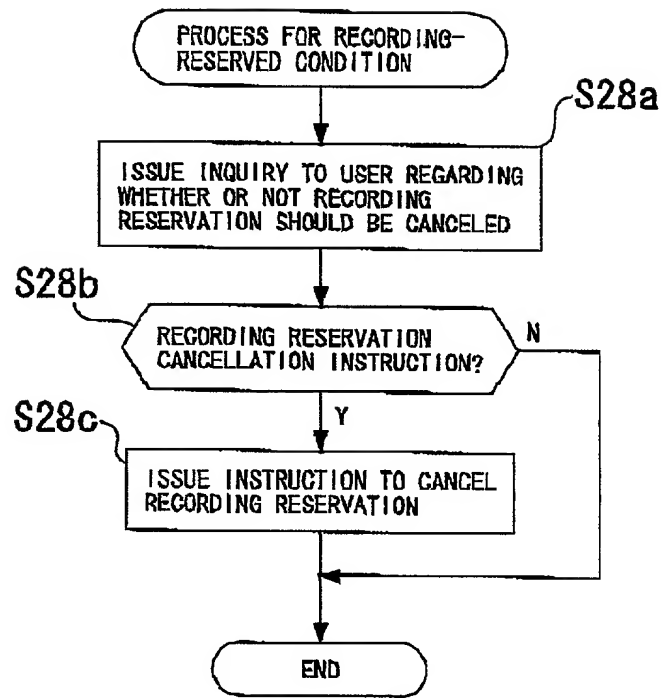 PROCESS FOR RECORDING-
RESERVED CONDITION
S28a
ISSUE INQUIRY TO USER REGARDING
WHETHER OR NOT RECORDING
RESERVATION SHOULD BE CANCELED
S28b
RECORDING RESERVATION
CANCELLATION INSTRUCTION?
N
Y
S28c
ISSUE INSTRUCTION TO CANCEL
RECORDING RESERVATION
END